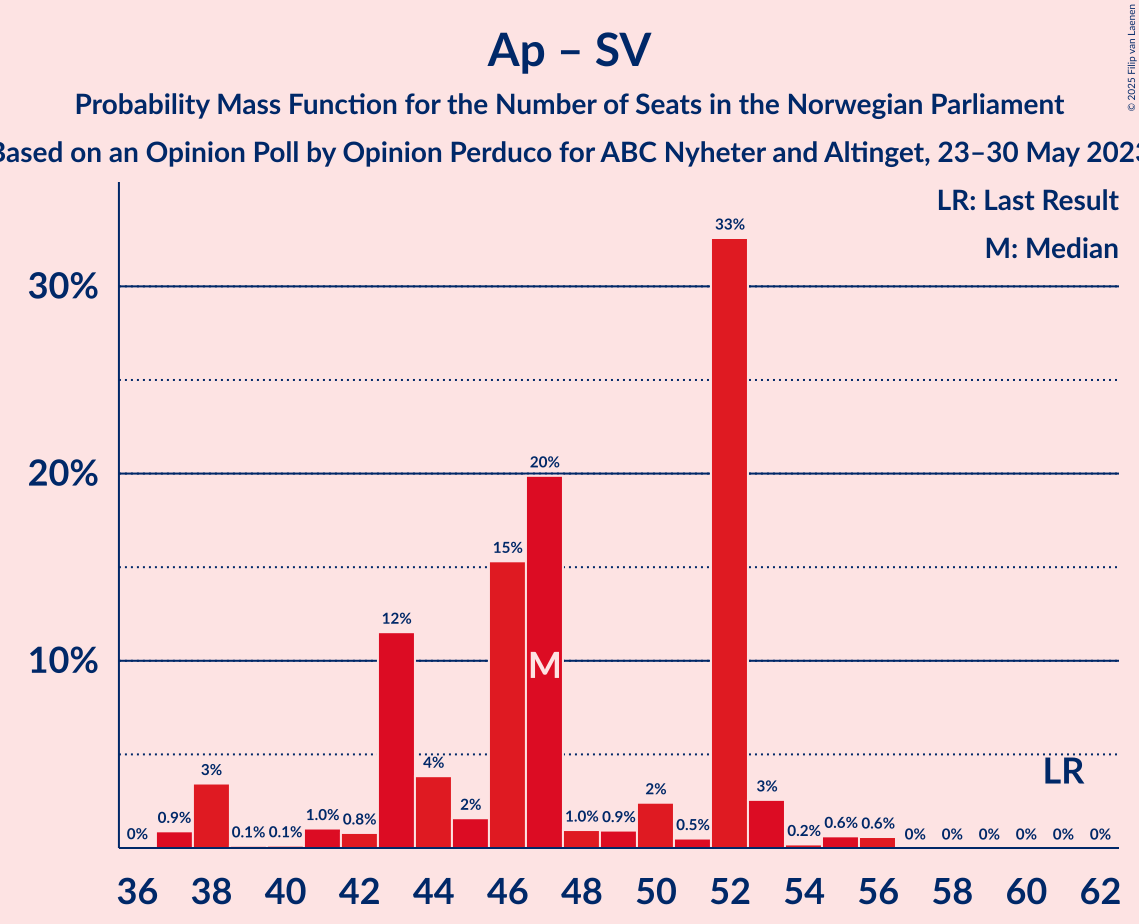 © 2025 Filip van Laenen
Ap – SV
Probability Mass Function for the Number of Seats in the Norwegian Parliament
Based on an Opinion Poll by Opinion Perduco for ABC Nyheter and Altinget, 23–30 May 2023
LR: Last Result
M: Median
30%
20%
10%
0% 0.9% 3% 0.1% 0.1% 1.0% 0.8% 12% 4% 2% 15% 20% 1.0% 0.9% 2% 0.5% 33% 3% 0.2% 0.6% 0.6% 0% 0% 0% 0% 0% 0%
M
LR
36 38 40 42 44 46 48 50 52 54 56 58 60 62